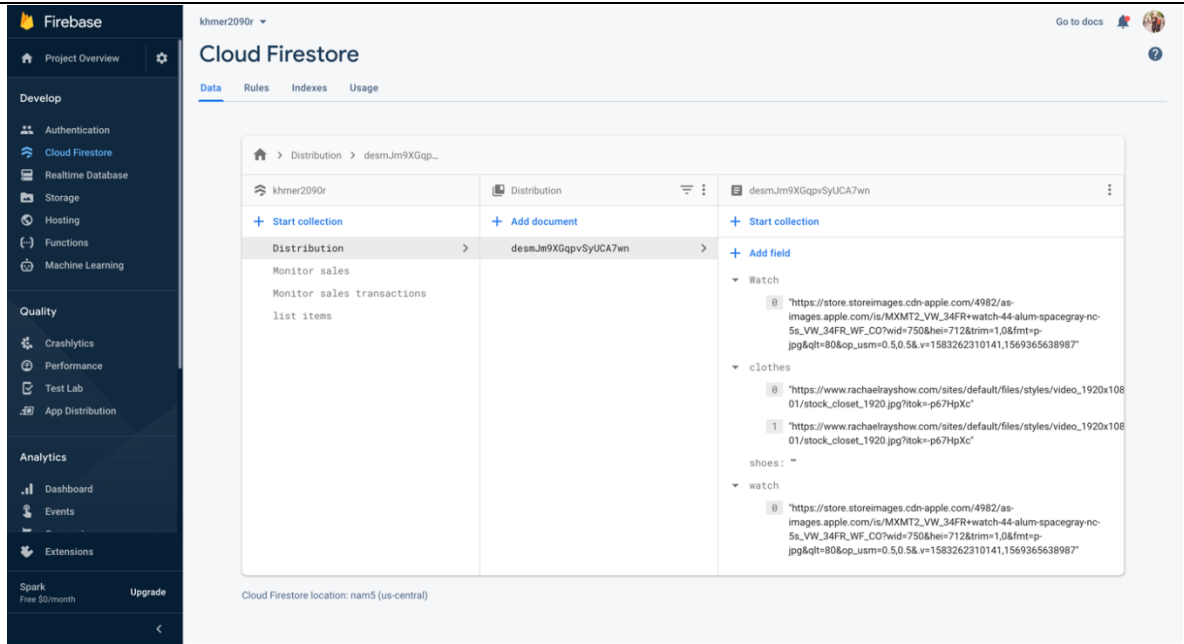 Firebase
Project Overview
Develop
Authentication
Cloud Firestore
Realtime Database
Storage
Hosting
Functions
Machine Learning
Quality
Crashlytics
Performance
Test Lab
App Distribution
Analytics
Dashboard
Events
Extensions
Spark
Free $0/month
Upgrade
khmer2090r
Go to docs
Cloud Firestore
Data Rules Indexes Usage
Distribution > desmJm9XGqp…
khmer2090r
Start collection
Distribution
Monitor sales
Monitor sales transactions
list items
Distribution
Add document
desmJm9XGqpvSyUCA7wn
desmJm9XGqpvSyUCA7wn
Start collection
Add field
Watch
0 "https://store.storeimages.cdn-apple.com/4982/as-
images.apple.com/is/MXMT2_VW_34FR+watch-44-alum-spacegray-nc-
5s_VW_34FR_WF_CO?wid=750&hei=712&trim=1,0&fmt=p-
jpg&qlt=80&op_usm=0.5,0.5&.v=1583262310141,1569365638987"
clothes
0 "https://www.rachaelrayshow.com/sites/default/files/styles/video_1920x108
01/stock_closet_1920.jpg?itok=-p67HpXc"
1 "https://www.rachaelrayshow.com/sites/default/files/styles/video_1920x108
01/stock_closet_1920.jpg?itok=-p67HpXc"
shoes: ""
watch
0 "https://store.storeimages.cdn-apple.com/4982/as-
images.apple.com/is/MXMT2_VW_34FR+watch-44-alum-spacegray-nc-
5s_VW_34FR_WF_CO?wid=750&hei=712&trim=1,0&fmt=p-
jpg&qlt=80&op_usm=0.5,0.5&.v=1583262310141,1569365638987"
Cloud Firestore location: nam5 (us-central)